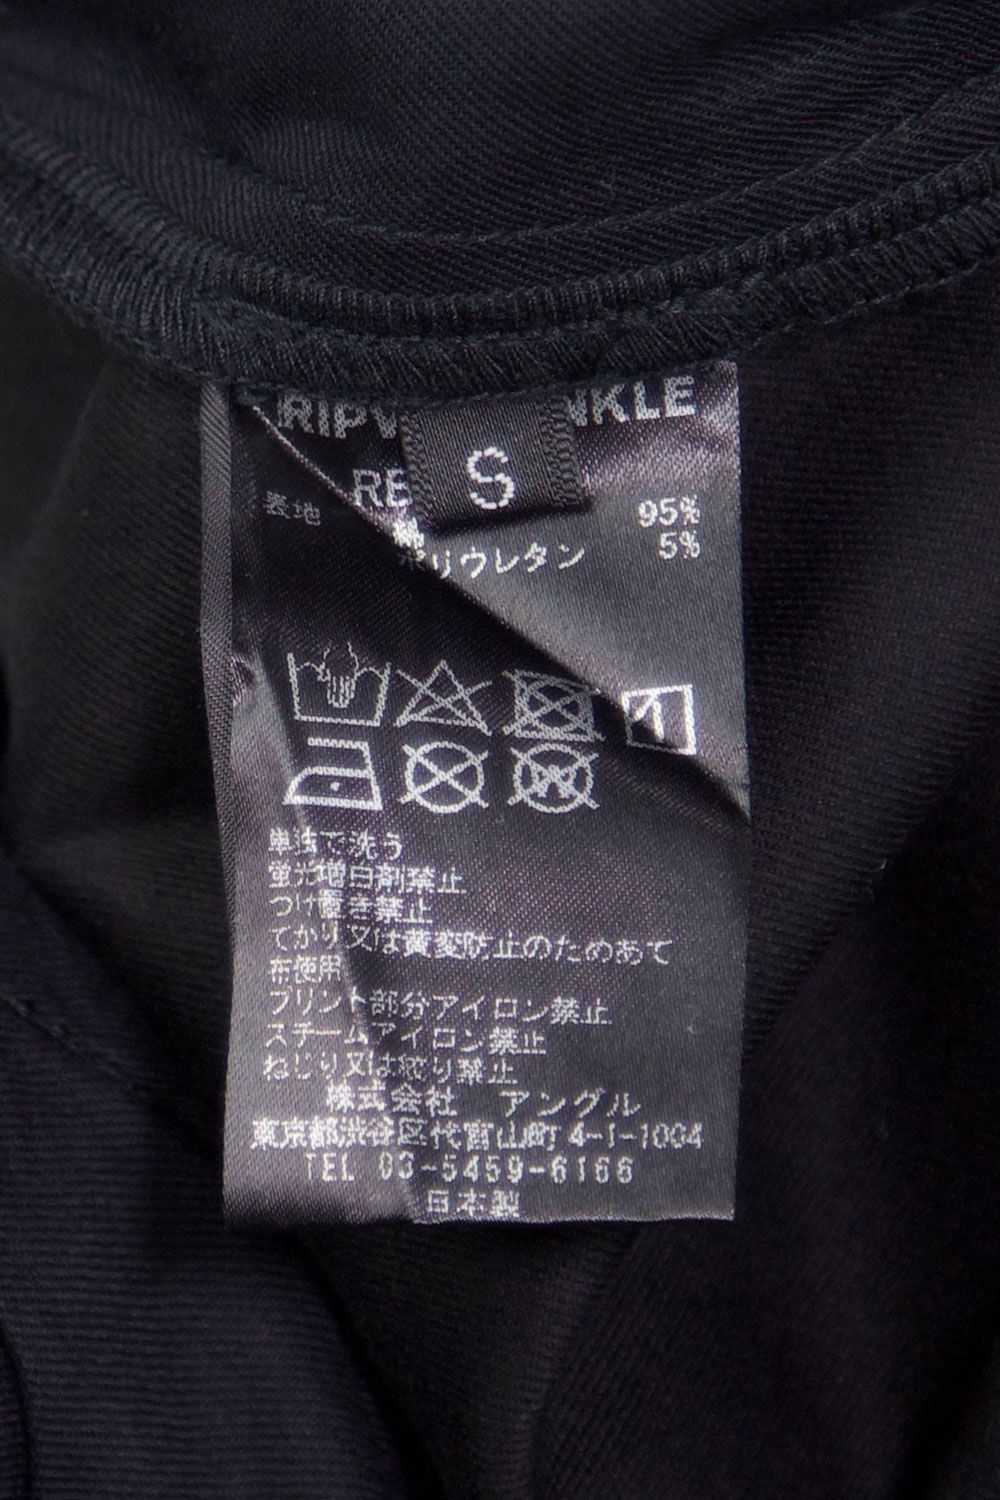 RIPV NKLE
S
RE
表地 綿 95%
ポリウレタン 5%
単独で洗う
蛍光増白剤禁止
つけ置き禁止
てかり又は黄変防止のためあて
布使用
プリント部分アイロン禁止
スチームアイロン禁止
ねじり又は絞り禁止
株式会社 アングル
東京都渋谷区代官山町4-1-1004
TEL 03-5459-6166
日本製